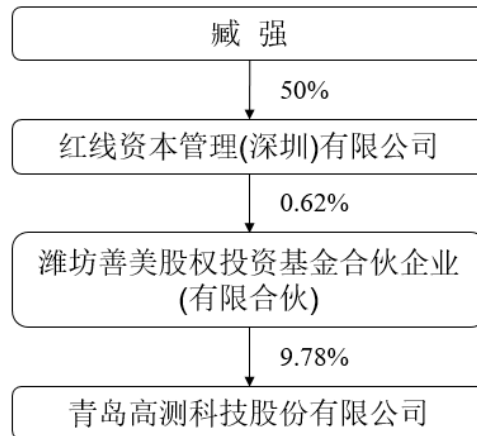 臧 强
50%
红线资本管理(深圳)有限公司
0.62%
潍坊善美股权投资基金合伙企业
(有限合伙)
9.78%
青岛高测科技股份有限公司